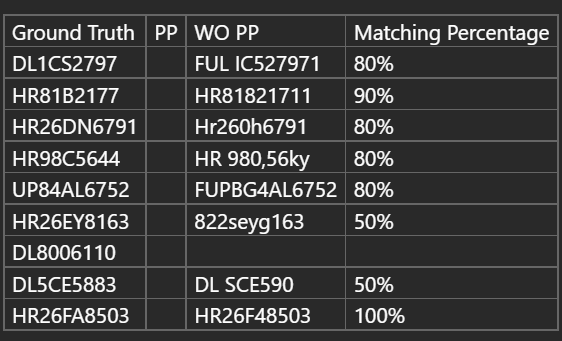 Ground Truth PP WO PP Matching Percentage
DL1CS2797 FUL IC527971 80%
HR81B2177 HR81821711 90%
HR26DN6791 Hr260h6791 80%
HR98C5644 HR 980,56ky 80%
UP84AL6752 FUPBG4AL6752 80%
HR26EY8163 822seyg163 50%
DL8006110
DL5CE5883 DL SCE590 50%
HR26FA8503 HR26F48503 100%